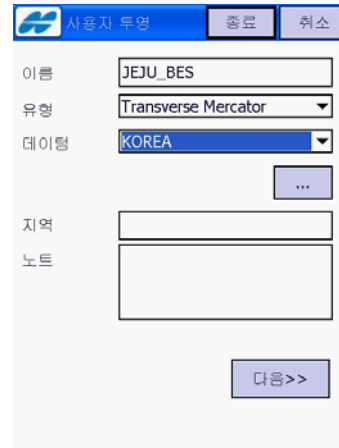 사용자 투영 종료 취소
이름 JEJU_BES
유형 Transverse Mercator
데이텀 KOREA
...
지역
노트
다음>>